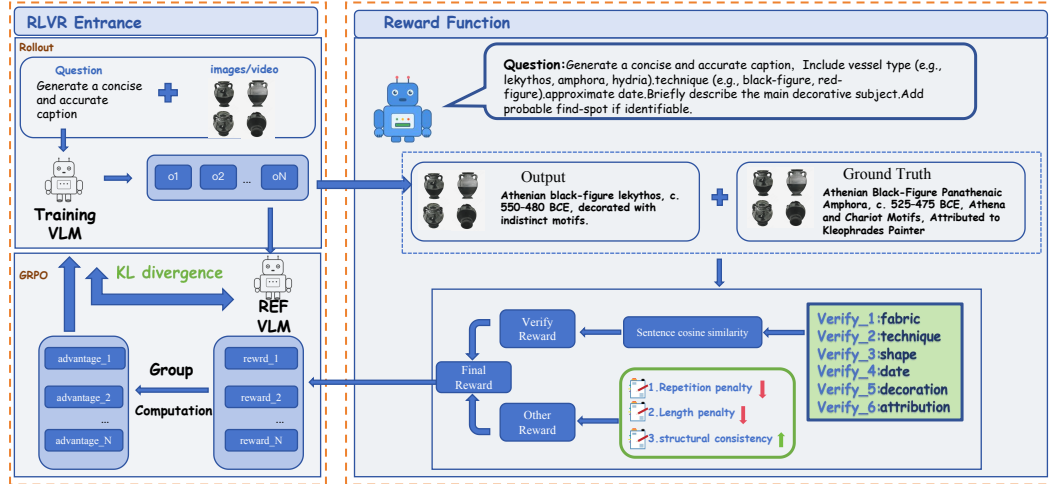 RLVR Entrance
Rollout
Question
Generate a concise
and accurate
caption
images/video
Training
VLM
o1
o2
...
oN
GRPO
KL divergence
REF
VLM
advantage_1
advantage_2
...
advantage_N
Group
Computation
rewrd_1
reward_2
...
reward_N
Reward Function
Question:Generate a concise and accurate caption, Include vessel type (e.g.,
lekythos, amphora, hydria).technique (e.g., black-figure, red-
figure).approximate date.Briefly describe the main decorative subject.Add
probable find-spot if identifiable.
Output
Athenian black-figure lekythos, c.
550–480 BCE, decorated with
indistinct motifs.
Ground Truth
Athenian Black-Figure Panathenaic
Amphora, c. 525-475 BCE, Athena
and Chariot Motifs, Attributed to
Kleophrades Painter
Verify
Reward
Sentence cosine similarity
Verify_1:fabric
Verify_2:technique
Verify_3:shape
Verify_4:date
Verify_5:decoration
Verify_6:attribution
Final
Reward
Other
Reward
1.Repetition penalty
2.Length penalty
3.structural consistency